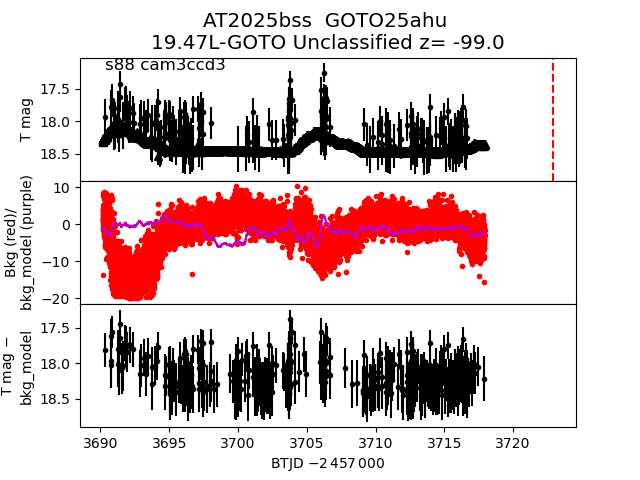 AT2025bss  GOTO25ahu
19.47L-GOTO Unclassified z= -99.0
s88 cam3ccd3
T mag
17.5
18.0
18.5
Bkg (red)/
bkg_model (purple)
10
0
−10
−20
T mag −
bkg_model
17.5
18.0
18.5
3690 3695 3700 3705 3710 3715 3720
BTJD −2 457 000